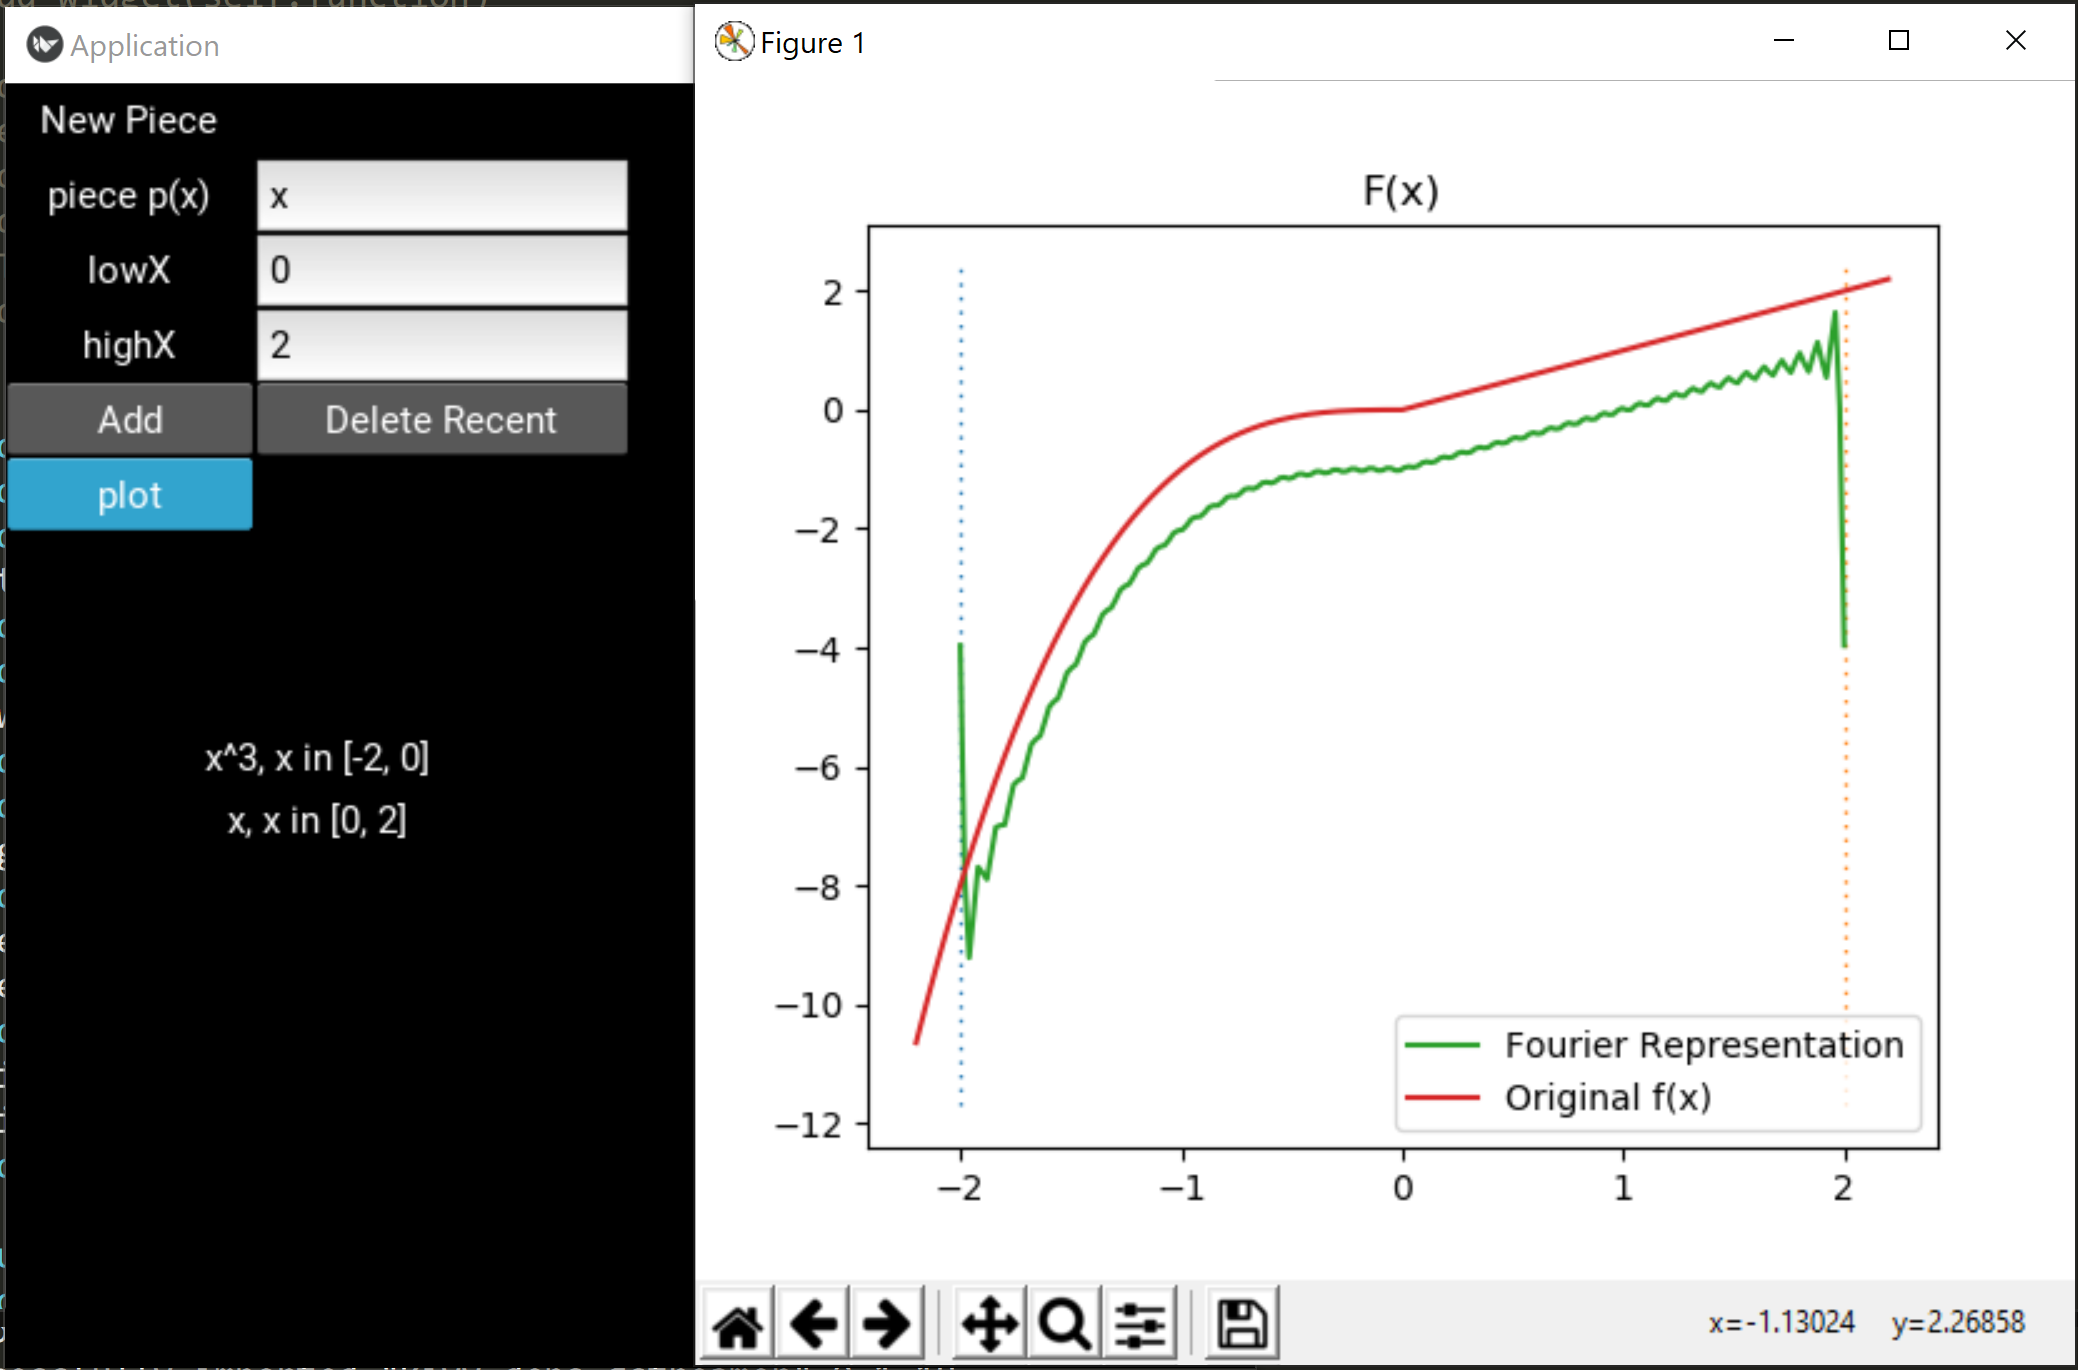 Application
New Piece
piece p(x) x
lowX 0
highX 2
Add Delete Recent
plot
x^3, x in [-2, 0]
x, x in [0, 2]
Figure 1
F(x)
2
0
−2
−4
−6
−8
−10
−12
−2 −1 0 1 2
Fourier Representation
Original f(x)
x=-1.13024 y=2.26858